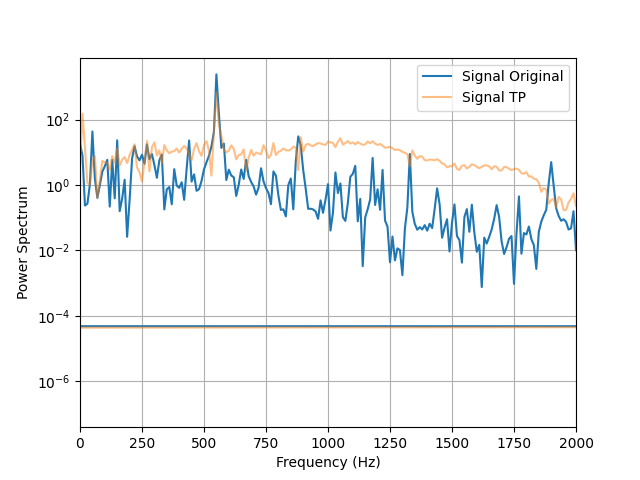 Signal Original
Signal TP
10²
10⁰
10⁻²
10⁻⁴
10⁻⁶
Power Spectrum
0 250 500 750 1000 1250 1500 1750 2000
Frequency (Hz)